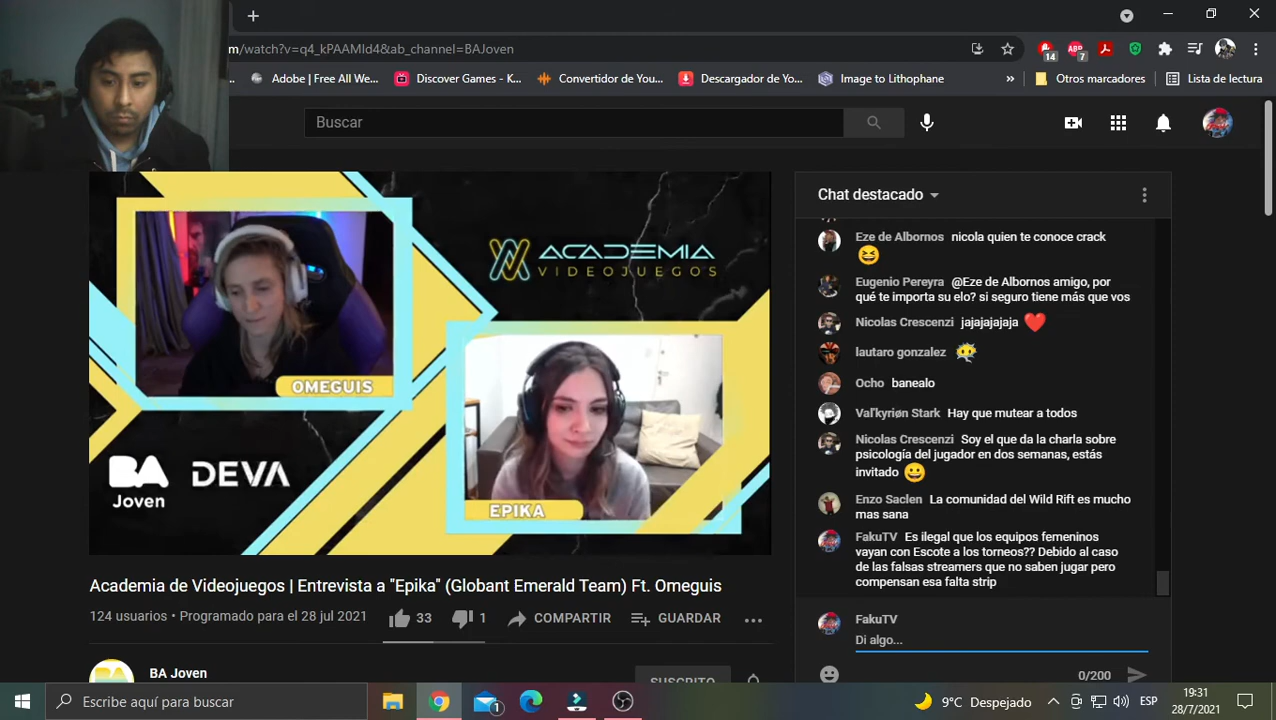 m/watch?v=q4_kPAAMId4&ab_channel=BAJoven
14
ABP
7
Adobe | Free All We...
Discover Games - K...
Convertidor de You...
Descargador de Yo...
Image to Lithophane
»
Otros marcadores
Lista de lectura
Buscar
Chat destacado
OMEGUIS
ACADEMIA
VIDEOJUEGOS
EPIKA
BA
Joven
DEVA
Eze de Albornos nicola quien te conoce crack
😆
Eugenio Pereyra @Eze de Albornos amigo, por
qué te importa su elo? si seguro tiene más que vos
Nicolas Crescenzi jajajajajaja ❤️
lautaro gonzalez
Ocho banealo
Vaľkyriøn Stark Hay que mutear a todos
Nicolas Crescenzi Soy el que da la charla sobre
psicología del jugador en dos semanas, estás
invitado 😀
Enzo Saclen La comunidad del Wild Rift es mucho
mas sana
FakuTV Es ilegal que los equipos femeninos
vayan con Escote a los torneos?? Debido al caso
de las falsas streamers que no saben jugar pero
compensan esa falta strip
FakuTV
Di algo...
0/200
Academia de Videojuegos | Entrevista a "Epika" (Globant Emerald Team) Ft. Omeguis
124 usuarios • Programado para el 28 jul 2021
33
1
COMPARTIR
GUARDAR
BA Joven
SUSCRITO
Escribe aquí para buscar
1
9°C Despejado
ESP
19:31
28/7/2021